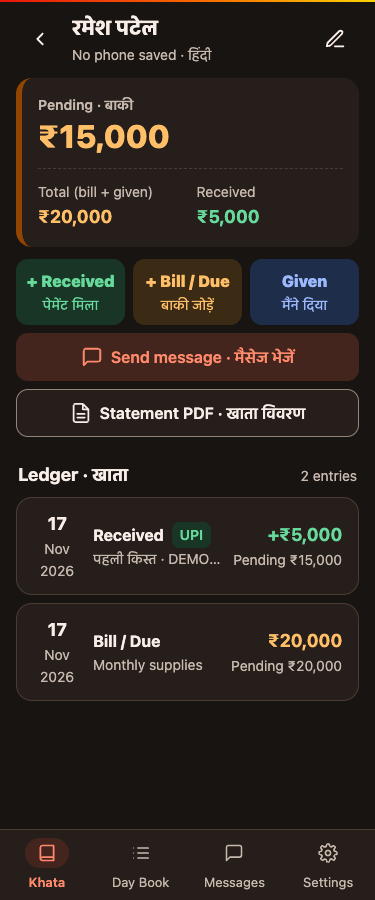 रमेश पटेल
No phone saved · हिंदी
Pending · बाकी
₹15,000
Total (bill + given)
Received
₹20,000
₹5,000
+ Received
पेमेंट मिला
+ Bill / Due
बाकी जोड़ें
Given
मैंने दिया
Send message · मैसेज भेजें
Statement PDF · खाता विवरण
Ledger · खाता
2 entries
17
Nov
2026
Received
UPI
+₹5,000
पहली किस्त · DEMO...
Pending ₹15,000
17
Nov
2026
Bill / Due
₹20,000
Monthly supplies
Pending ₹20,000
Khata
Day Book
Messages
Settings